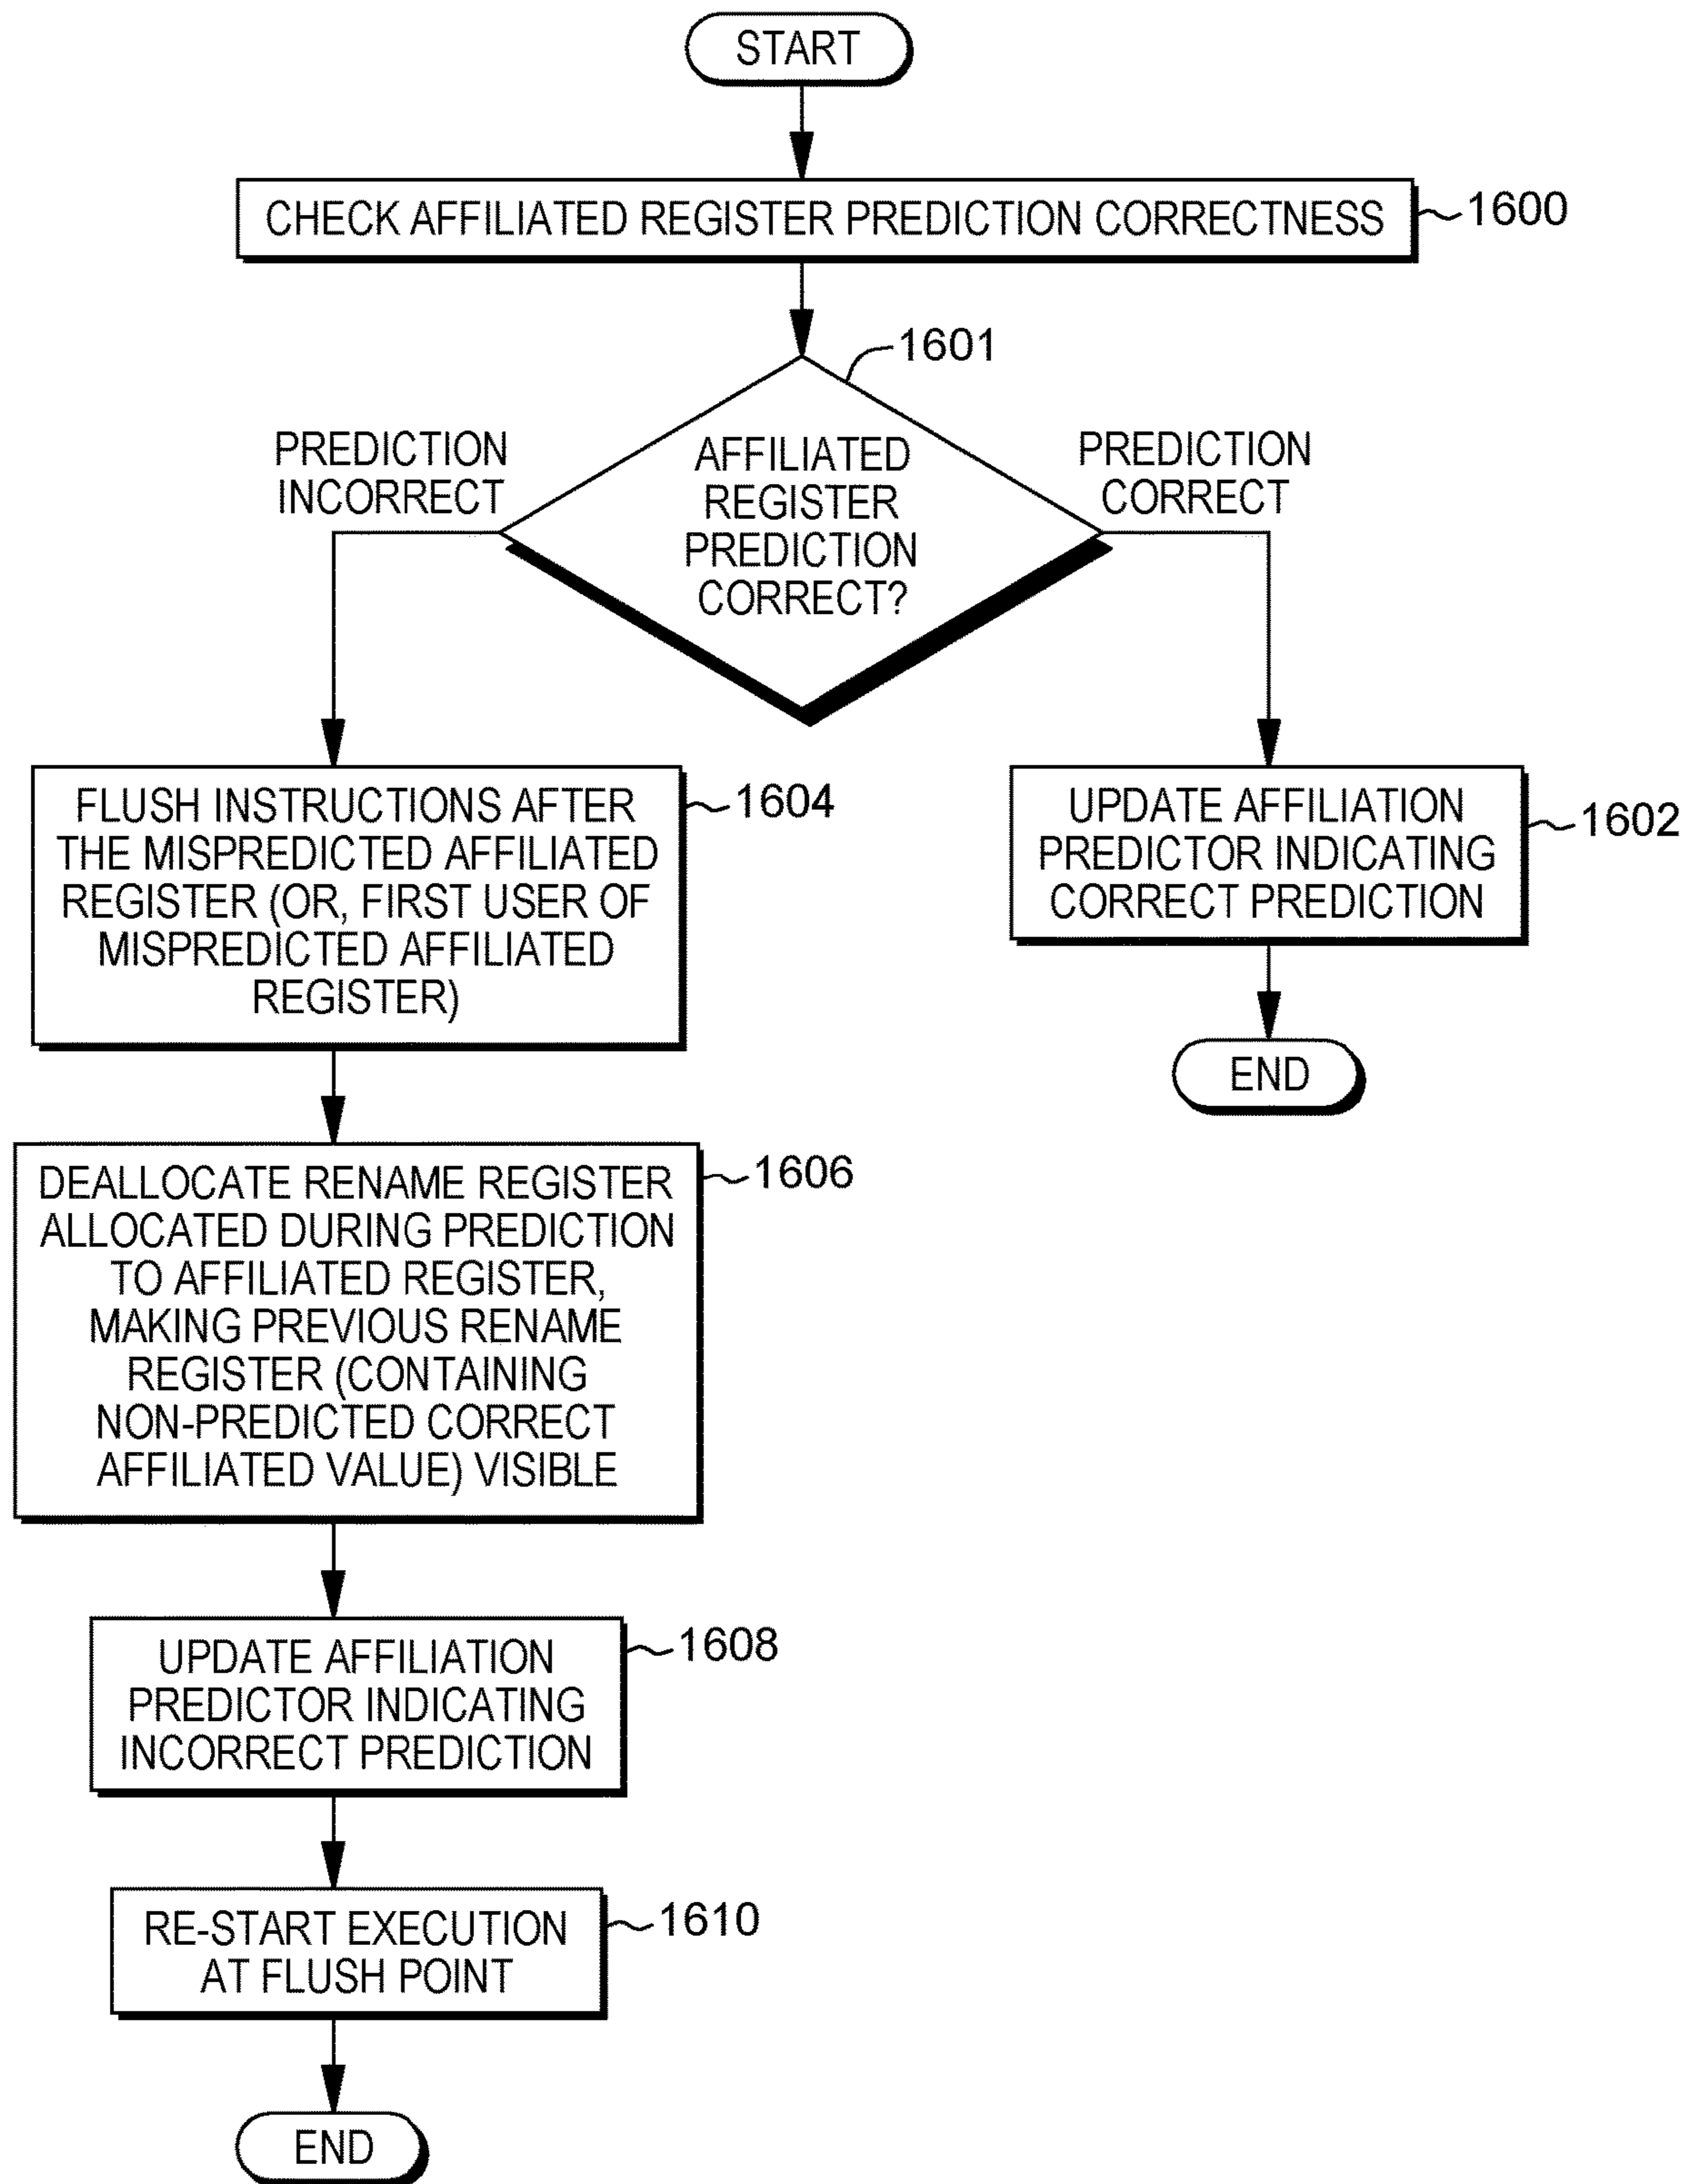 START
CHECK AFFILIATED REGISTER PREDICTION CORRECTNESS
1600
1601
AFFILIATED
REGISTER
PREDICTION
CORRECT?
PREDICTION
INCORRECT
PREDICTION
CORRECT
FLUSH INSTRUCTIONS AFTER
THE MISPREDICTED AFFILIATED
REGISTER (OR, FIRST USER OF
MISPREDICTED AFFILIATED
REGISTER)
1604
UPDATE AFFILIATION
PREDICTOR INDICATING
CORRECT PREDICTION
1602
END
DEALLOCATE RENAME REGISTER
ALLOCATED DURING PREDICTION
TO AFFILIATED REGISTER,
MAKING PREVIOUS RENAME
REGISTER (CONTAINING
NON-PREDICTED CORRECT
AFFILIATED VALUE) VISIBLE
1606
UPDATE AFFILIATION
PREDICTOR INDICATING
INCORRECT PREDICTION
1608
RE-START EXECUTION
AT FLUSH POINT
1610
END